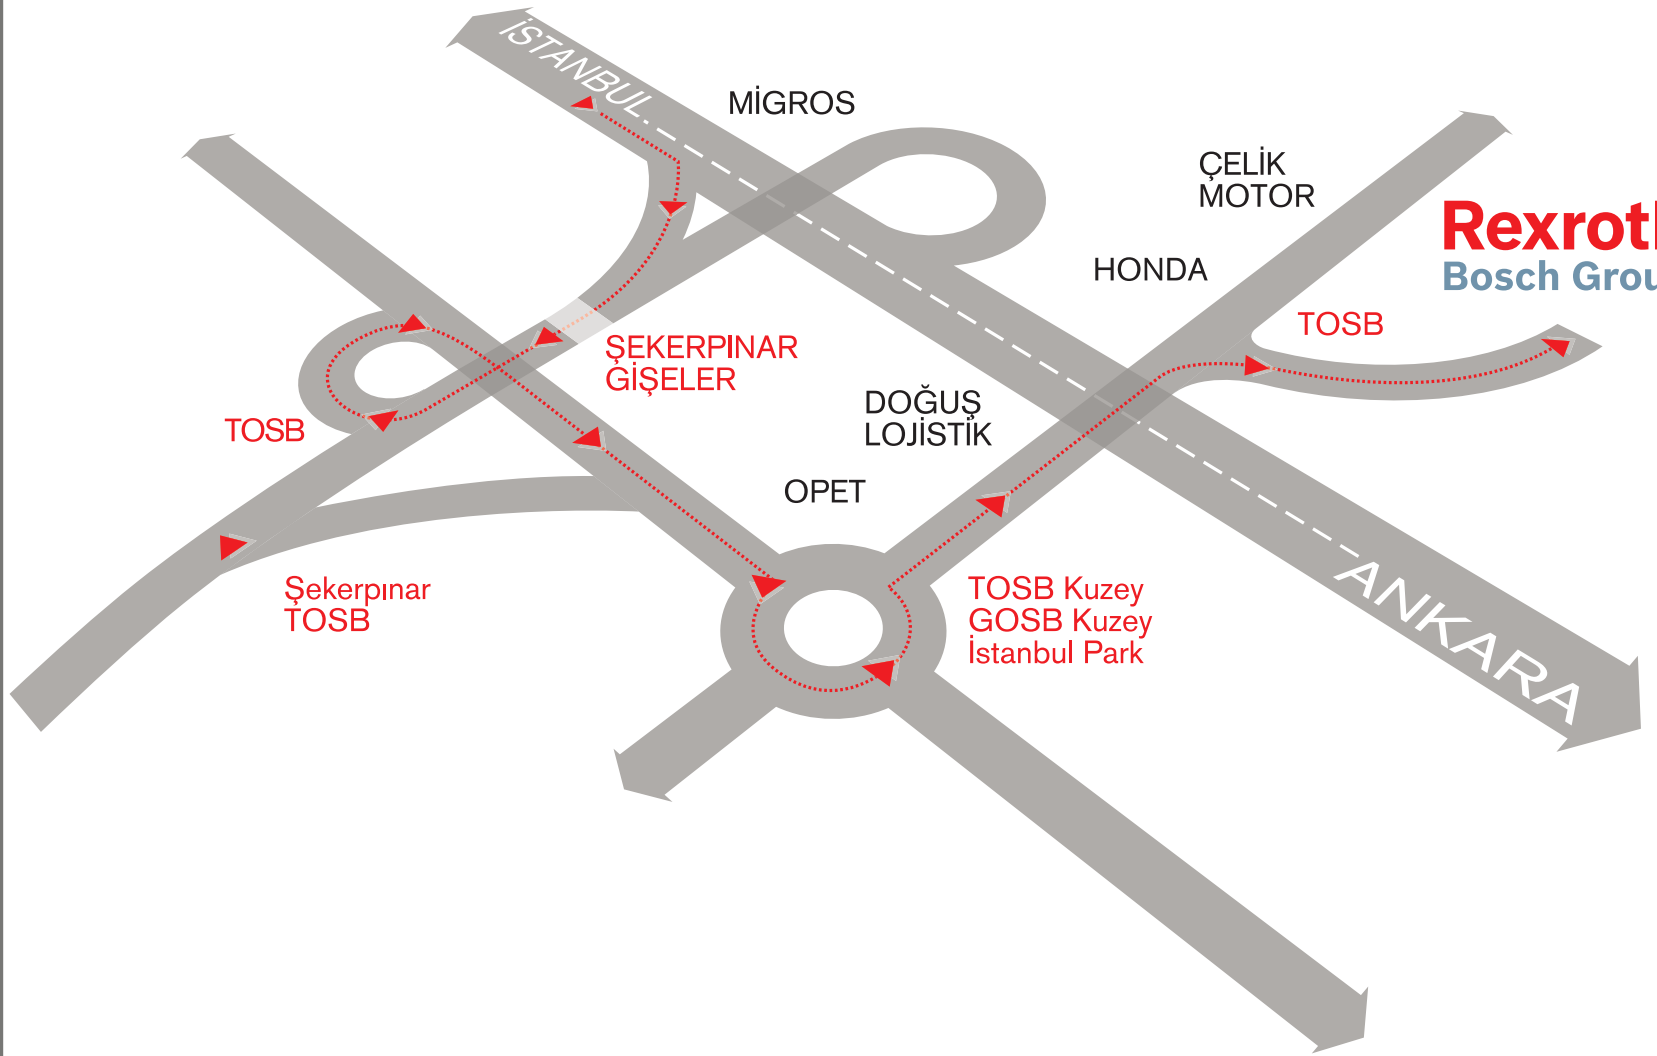 İSTANBUL
MİGROS
ÇELİK
MOTOR
Rexrot
Bosch Grou
HONDA
TOSB
ŞEKERPINAR
GİŞELER
DOĞUŞ
LOJİSTİK
TOSB
OPET
Şekerpınar
TOSB
TOSB Kuzey
GOSB Kuzey
İstanbul Park
ANKARA